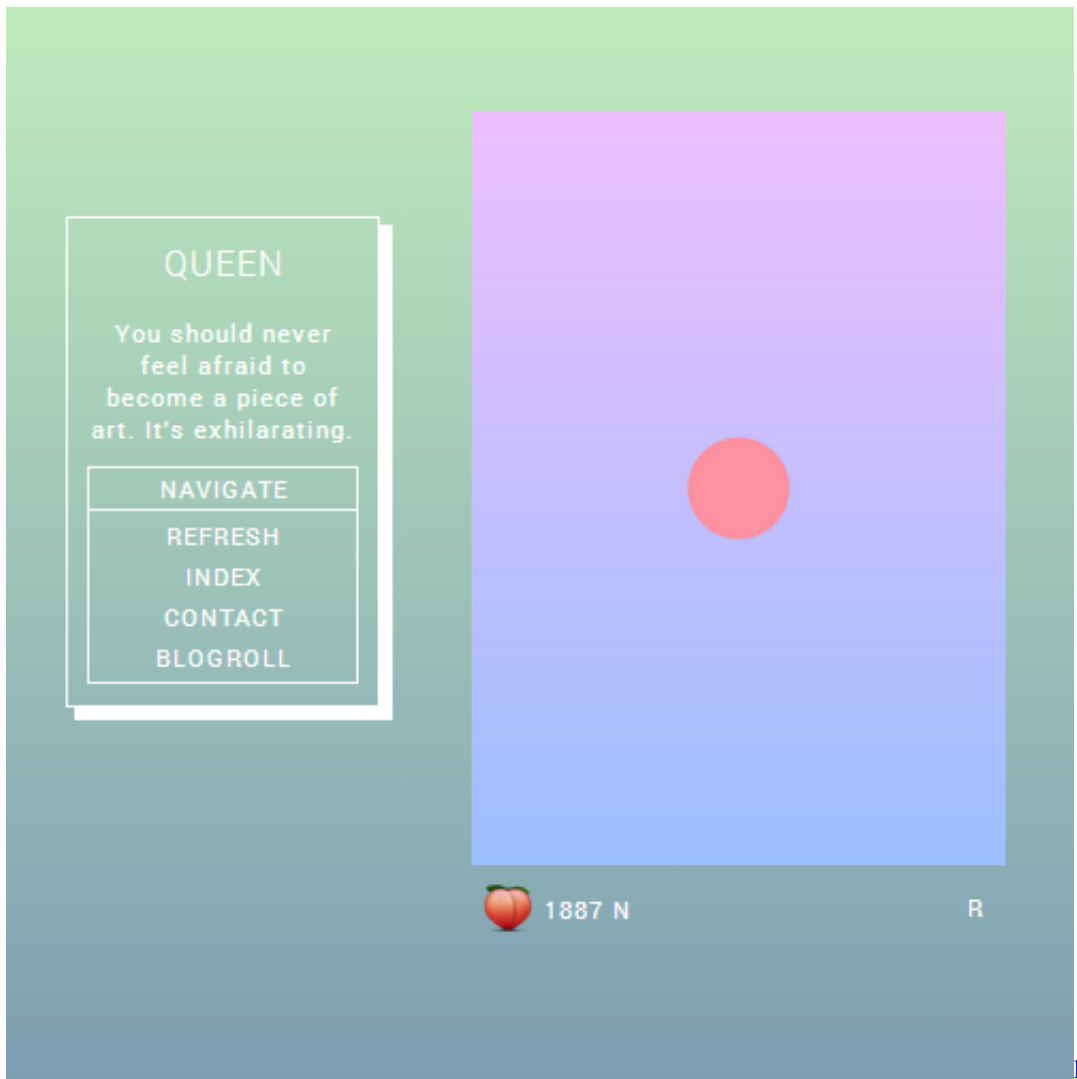 QUEEN
You should never
feel afraid to
become a piece of
art. It's exhilarating.
NAVIGATE
REFRESH
INDEX
CONTACT
BLOGROLL
1887 N
R